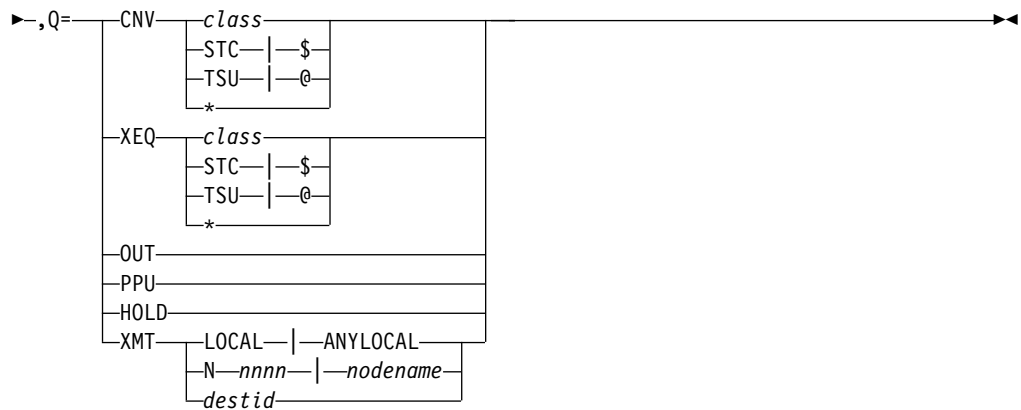 ,Q= CNV class
STC | $
TSU | @
*
XEQ class
STC | $
TSU | @
*
OUT
PPU
HOLD
XMT LOCAL | ANYLOCAL
N nnnn | nodename
destid